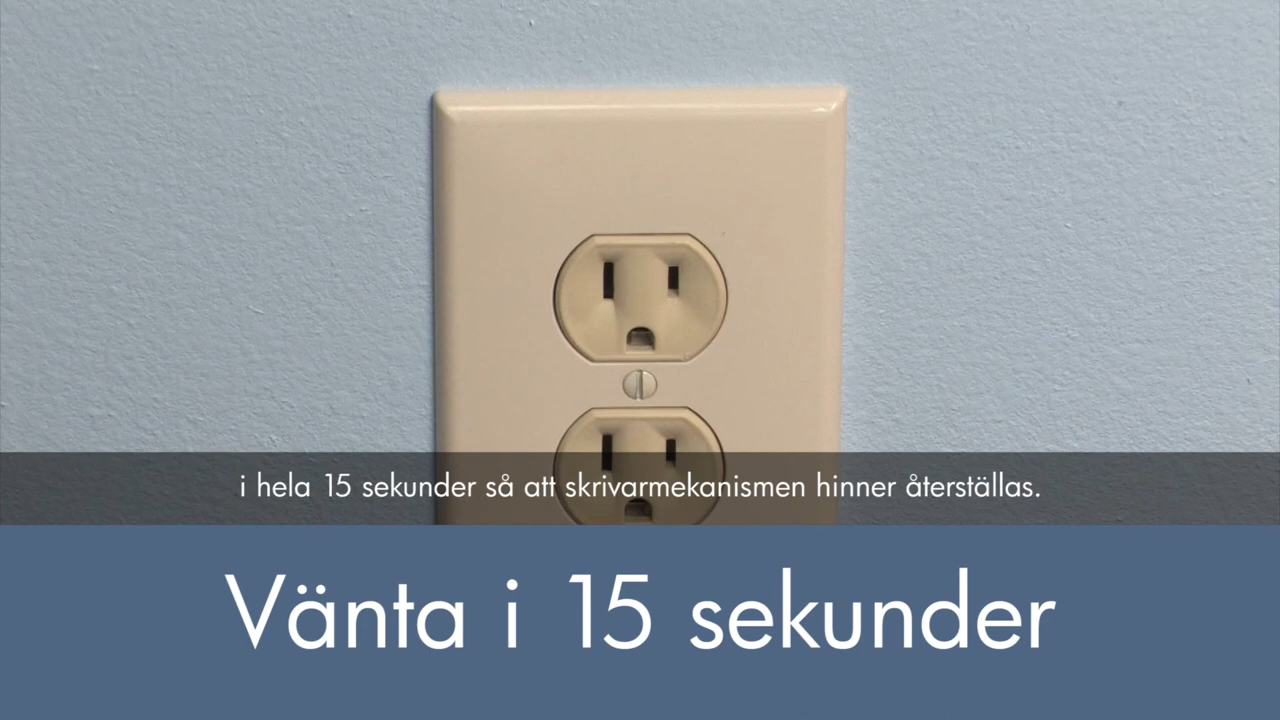 i hela 15 sekunder så att skrivarmekanismen hinner återställas.
Vänta i 15 sekunder